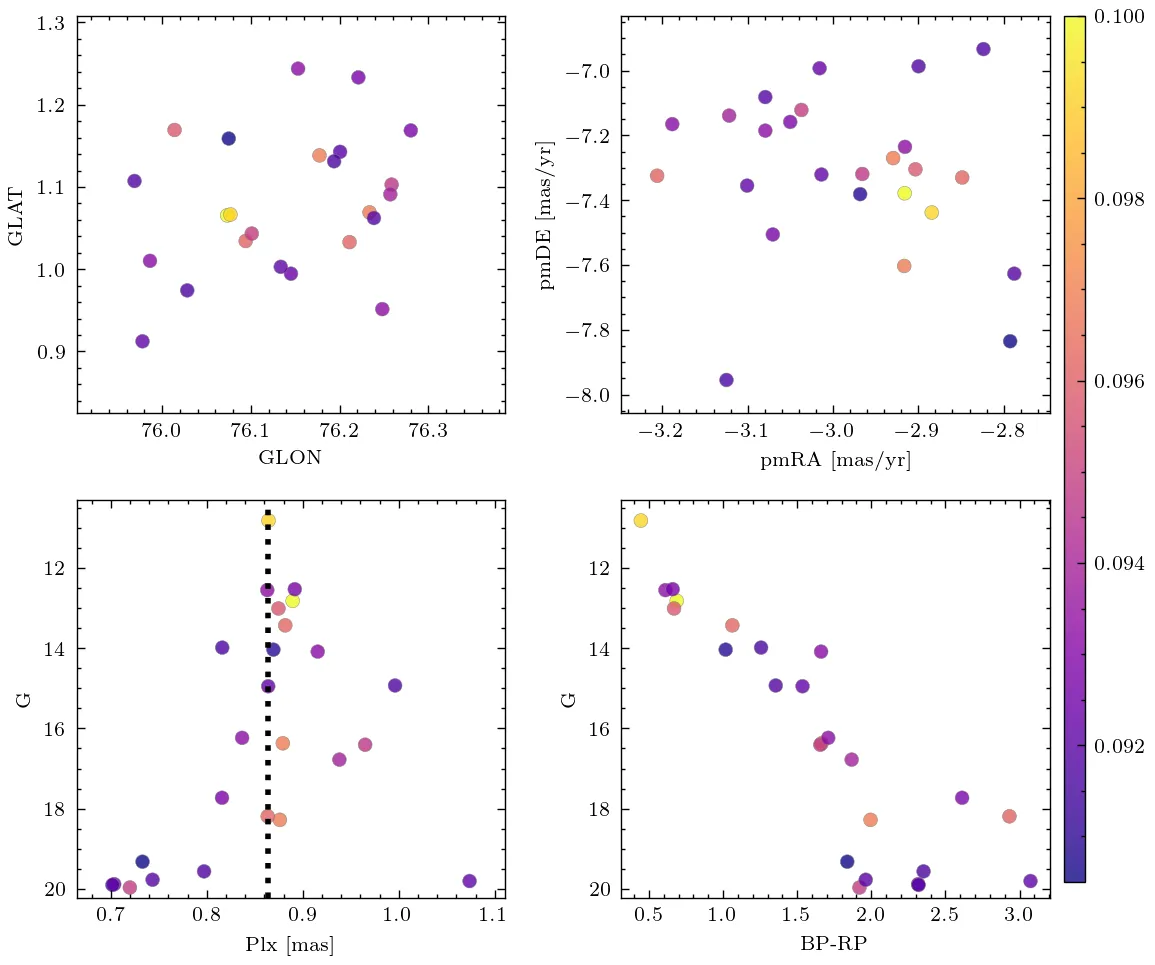 1.3
1.2
1.1
1.0
0.9
GLAT
76.0 76.1 76.2 76.3
GLON
−7.0
−7.2
−7.4
−7.6
−7.8
−8.0
pmDE [mas/yr]
−3.2 −3.1 −3.0 −2.9 −2.8
pmRA [mas/yr]
0.100
0.098
0.096
0.094
0.092
12
14
16
18
20
G
0.7 0.8 0.9 1.0 1.1
Plx [mas]
12
14
16
18
20
G
0.5 1.0 1.5 2.0 2.5 3.0
BP-RP